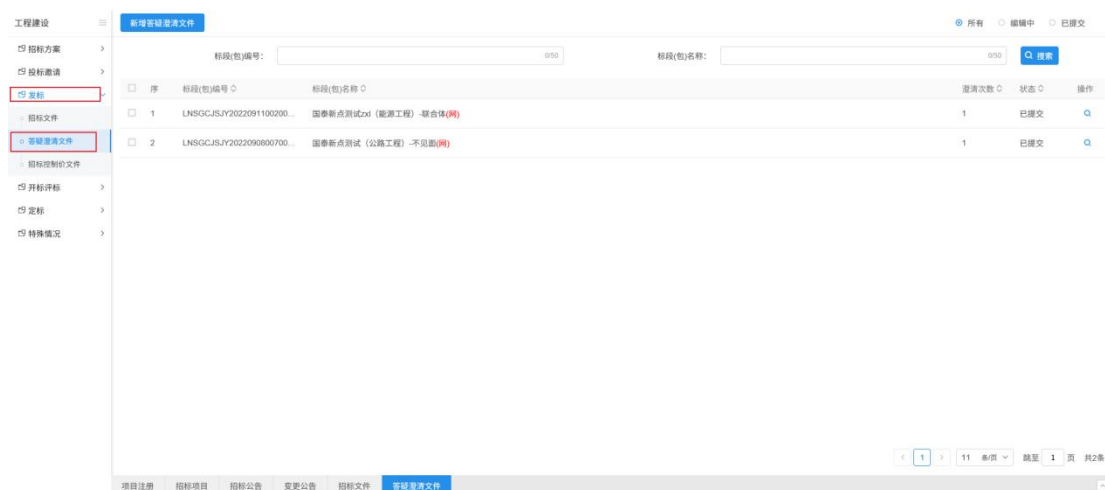 工程建设
新增答疑澄清文件
所有 编辑中 已提交
招标方案
投标邀请
发标
招标文件
答疑澄清文件
招标控制价文件
开标评标
定标
特殊情况
标段(包)编号: 0/50 标段(包)名称: 0/50 搜索
序 标段(包)编号 标段(包)名称 澄清次数 状态 操作
1 LNSGCJSJY2022091100200... 国泰新点测试zxl（能源工程）-联合体(网) 1 已提交
2 LNSGCJSJY2022090800700... 国泰新点测试（公路工程）-不见面(网) 1 已提交
1 11 条/页 跳至 1 页 共2条
项目注册 招标项目 招标公告 变更公告 招标文件 答疑澄清文件